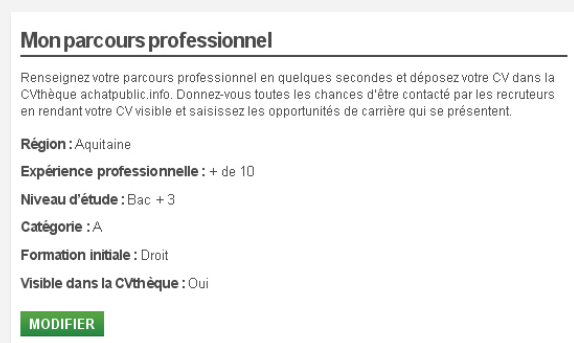 Mon parcours professionnel
Renseignez votre parcours professionnel en quelques secondes et déposez votre CV dans la
CVthèque achatpublic.info. Donnez-vous toutes les chances d'être contacté par les recruteurs
en rendant votre CV visible et saisissez les opportunités de carrière qui se présentent.
Région : Aquitaine
Expérience professionnelle : + de 10
Niveau d'étude : Bac + 3
Catégorie : A
Formation initiale : Droit
Visible dans la CVthèque : Oui
MODIFIER